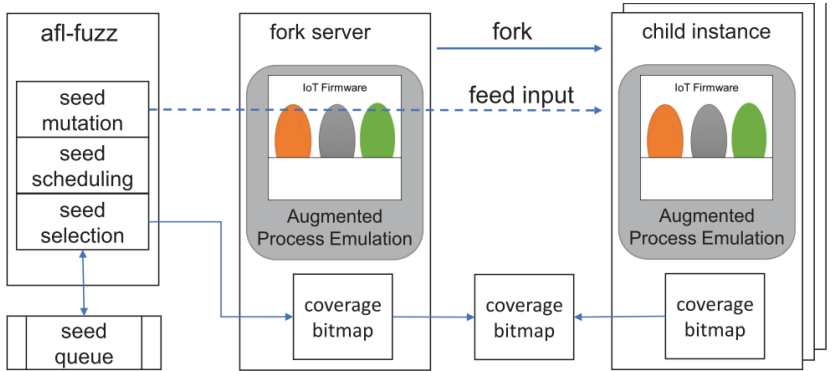 afl-fuzz
seed
mutation
seed
scheduling
seed
selection
seed
queue
fork server
IoT Firmware
Augmented
Process Emulation
coverage
bitmap
fork
feed input
coverage
bitmap
child instance
IoT Firmware
Augmented
Process Emulation
coverage
bitmap